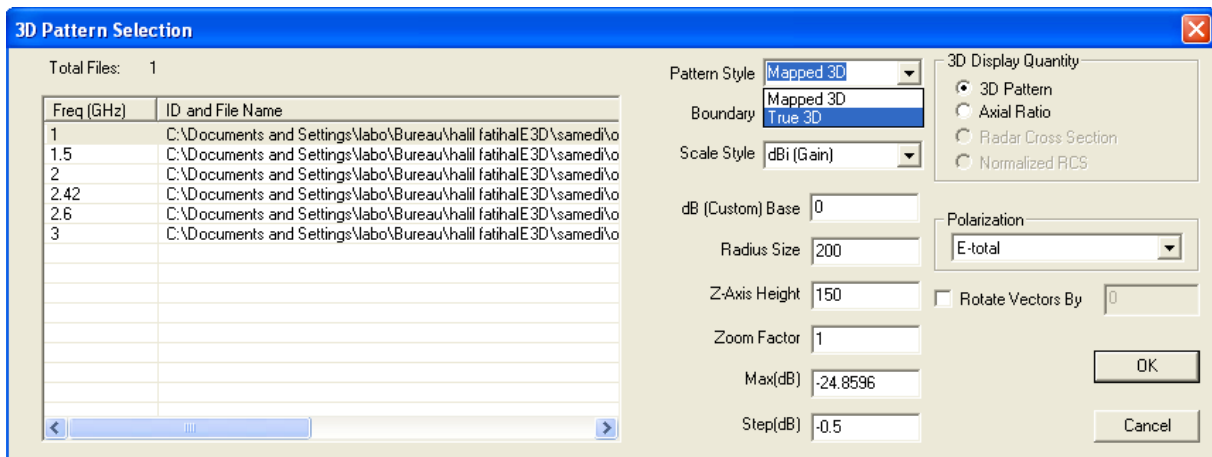 3D Pattern Selection
Total Files: 1
Freq (GHz) ID and File Name
1 C:\Documents and Settings\labo\Bureau\halil fatihaIE3D\samedi\o
1.5 C:\Documents and Settings\labo\Bureau\halil fatihaIE3D\samedi\o
2 C:\Documents and Settings\labo\Bureau\halil fatihaIE3D\samedi\o
2.42 C:\Documents and Settings\labo\Bureau\halil fatihaIE3D\samedi\o
2.6 C:\Documents and Settings\labo\Bureau\halil fatihaIE3D\samedi\o
3 C:\Documents and Settings\labo\Bureau\halil fatihaIE3D\samedi\o
Pattern Style Mapped 3D
Mapped 3D
Boundary True 3D
Scale Style dBi (Gain)
dB (Custom) Base 0
Radius Size 200
Z-Axis Height 150
Zoom Factor 1
Max(dB) -24.8596
Step(dB) -0.5
3D Display Quantity
3D Pattern
Axial Ratio
Radar Cross Section
Normalized RCS
Polarization
E-total
Rotate Vectors By 0
OK
Cancel